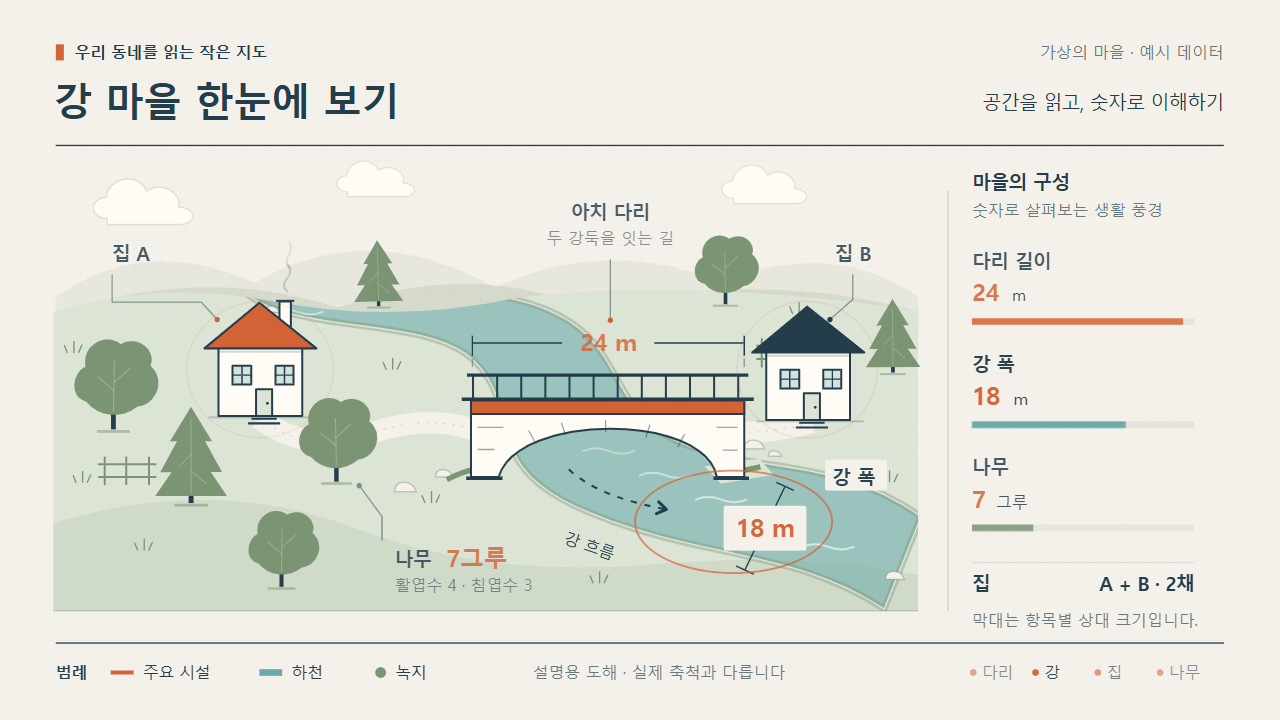 우리 동네를 읽는 작은 지도
강 마을 한눈에 보기
가상의 마을 · 예시 데이터
공간을 읽고, 숫자로 이해하기
집 A
아치 다리
두 강둑을 잇는 길
집 B
24 m
강 폭
18 m
강 흐름
나무 7그루
활엽수 4 · 침엽수 3
마을의 구성
숫자로 살펴보는 생활 풍경
다리 길이
24 m
강 폭
18 m
나무
7 그루
집 A + B · 2채
막대는 항목별 상대 크기입니다.
범례 주요 시설 하천 녹지
설명용 도해 · 실제 축척과 다릅니다
다리 강 집 나무